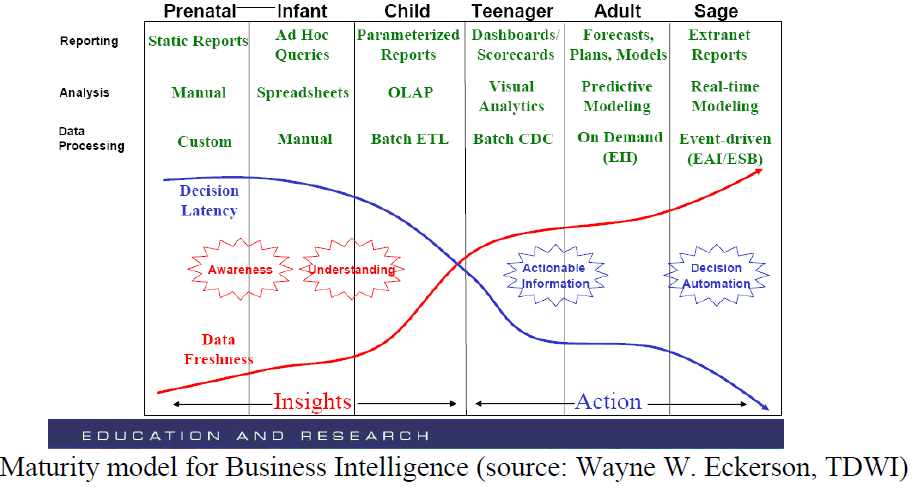 Prenatal Infant Child Teenager Adult Sage
Reporting
Static Reports
Ad Hoc
Queries
Parameterized
Reports
Dashboards/
Scorecards
Forecasts,
Plans, Models
Extranet
Reports
Analysis
Manual
Spreadsheets
OLAP
Visual
Analytics
Predictive
Modeling
Real-time
Modeling
Data
Processing
Custom
Manual
Batch ETL
Batch CDC
On Demand
(EII)
Event-driven
(EAI/ESB)
Decision
Latency
Awareness
Understanding
Actionable
Information
Decision
Automation
Data
Freshness
Insights
Action
EDUCATION AND RESEARCH
Maturity model for Business Intelligence (source: Wayne W. Eckerson, TDWI)